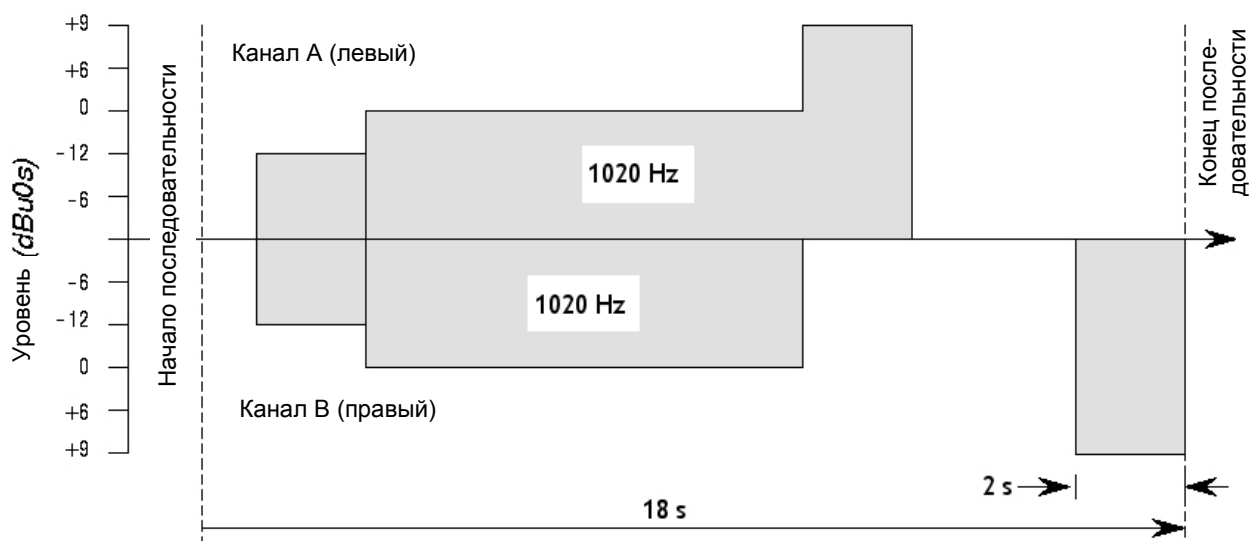 +9
+6
0
-12
-6
-6
-12
0
+6
+9
Уровень (dBu0s)
Начало последовательности
Канал А (левый)
1020 Hz
1020 Hz
Канал В (правый)
Конец после-
довательности
2 s
18 s